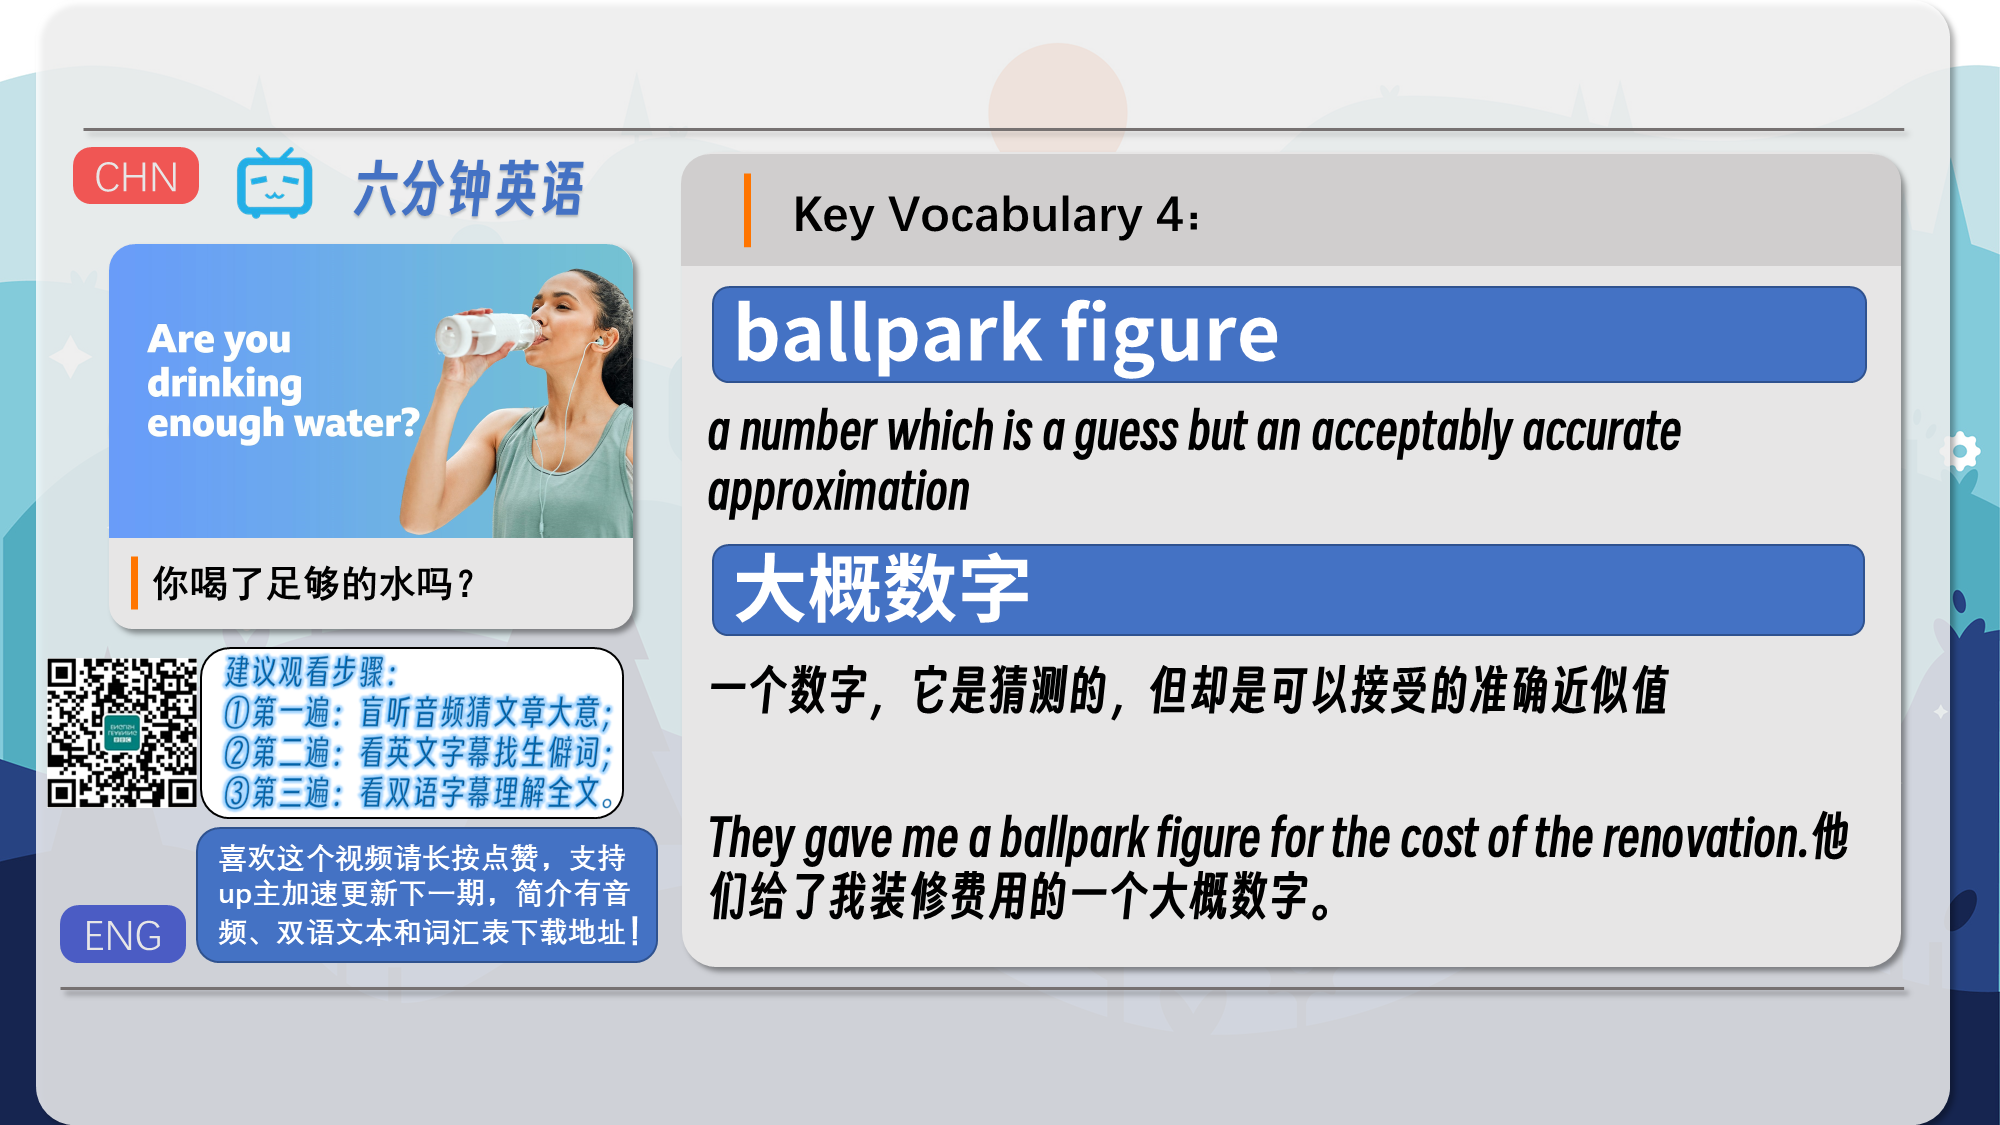 CHN
六分钟英语
Are you
drinking
enough water?
你喝了足够的水吗?
建议观看步骤:
①第一遍: 盲听音频猜文章大意;
②第二遍: 看英文字幕找生僻词;
③第三遍: 看双语字幕理解全文。
喜欢这个视频请长按点赞, 支持
up主加速更新下一期, 简介有音
频、双语文本和词汇表下载地址!
ENG
Key Vocabulary 4:
ballpark figure
a number which is a guess but an acceptably accurate
approximation
大概数字
一个数字, 它是猜测的, 但却是可以接受的准确近似值
They gave me a ballpark figure for the cost of the renovation.他
们给了我装修费用的一个大概数字。